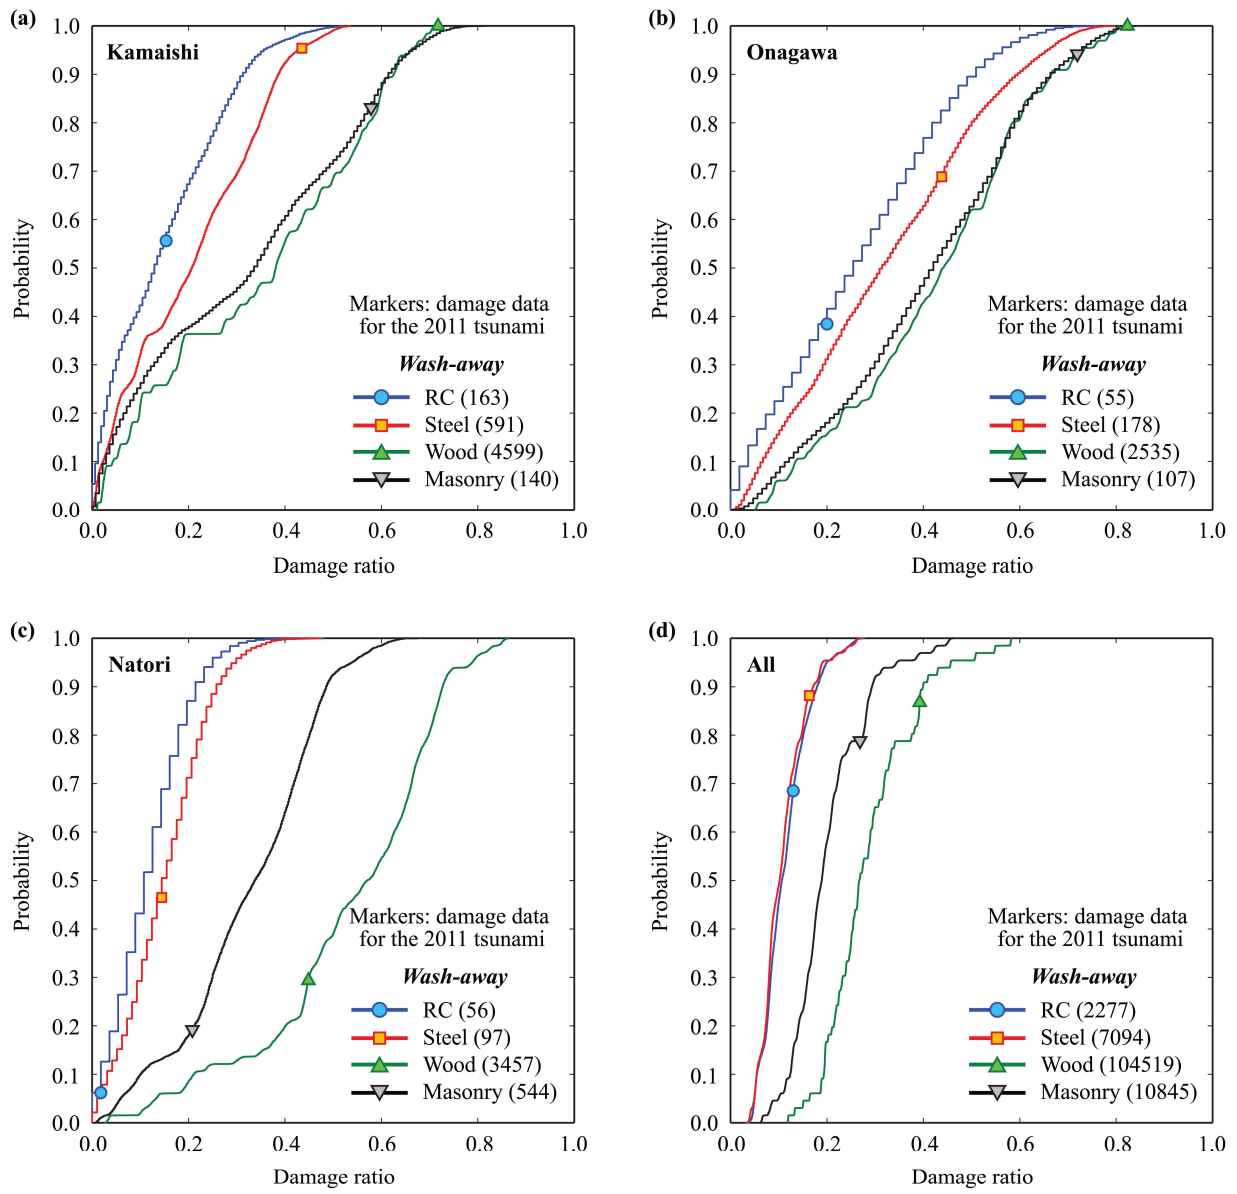 (a)
Kamaishi
1.0
0.9
0.8
0.7
0.6
0.5
0.4
0.3
0.2
0.1
0.0
Probability
Markers: damage data
for the 2011 tsunami
Wash-away
RC (163)
Steel (591)
Wood (4599)
Masonry (140)
0.0 0.2 0.4 0.6 0.8 1.0
Damage ratio
(b)
Onagawa
1.0
0.9
0.8
0.7
0.6
0.5
0.4
0.3
0.2
0.1
0.0
Probability
Markers: damage data
for the 2011 tsunami
Wash-away
RC (55)
Steel (178)
Wood (2535)
Masonry (107)
0.0 0.2 0.4 0.6 0.8 1.0
Damage ratio
(c)
Natori
1.0
0.9
0.8
0.7
0.6
0.5
0.4
0.3
0.2
0.1
0.0
Probability
Markers: damage data
for the 2011 tsunami
Wash-away
RC (56)
Steel (97)
Wood (3457)
Masonry (544)
0.0 0.2 0.4 0.6 0.8 1.0
Damage ratio
(d)
All
1.0
0.9
0.8
0.7
0.6
0.5
0.4
0.3
0.2
0.1
0.0
Probability
Markers: damage data
for the 2011 tsunami
Wash-away
RC (2277)
Steel (7094)
Wood (104519)
Masonry (10845)
0.0 0.2 0.4 0.6 0.8 1.0
Damage ratio